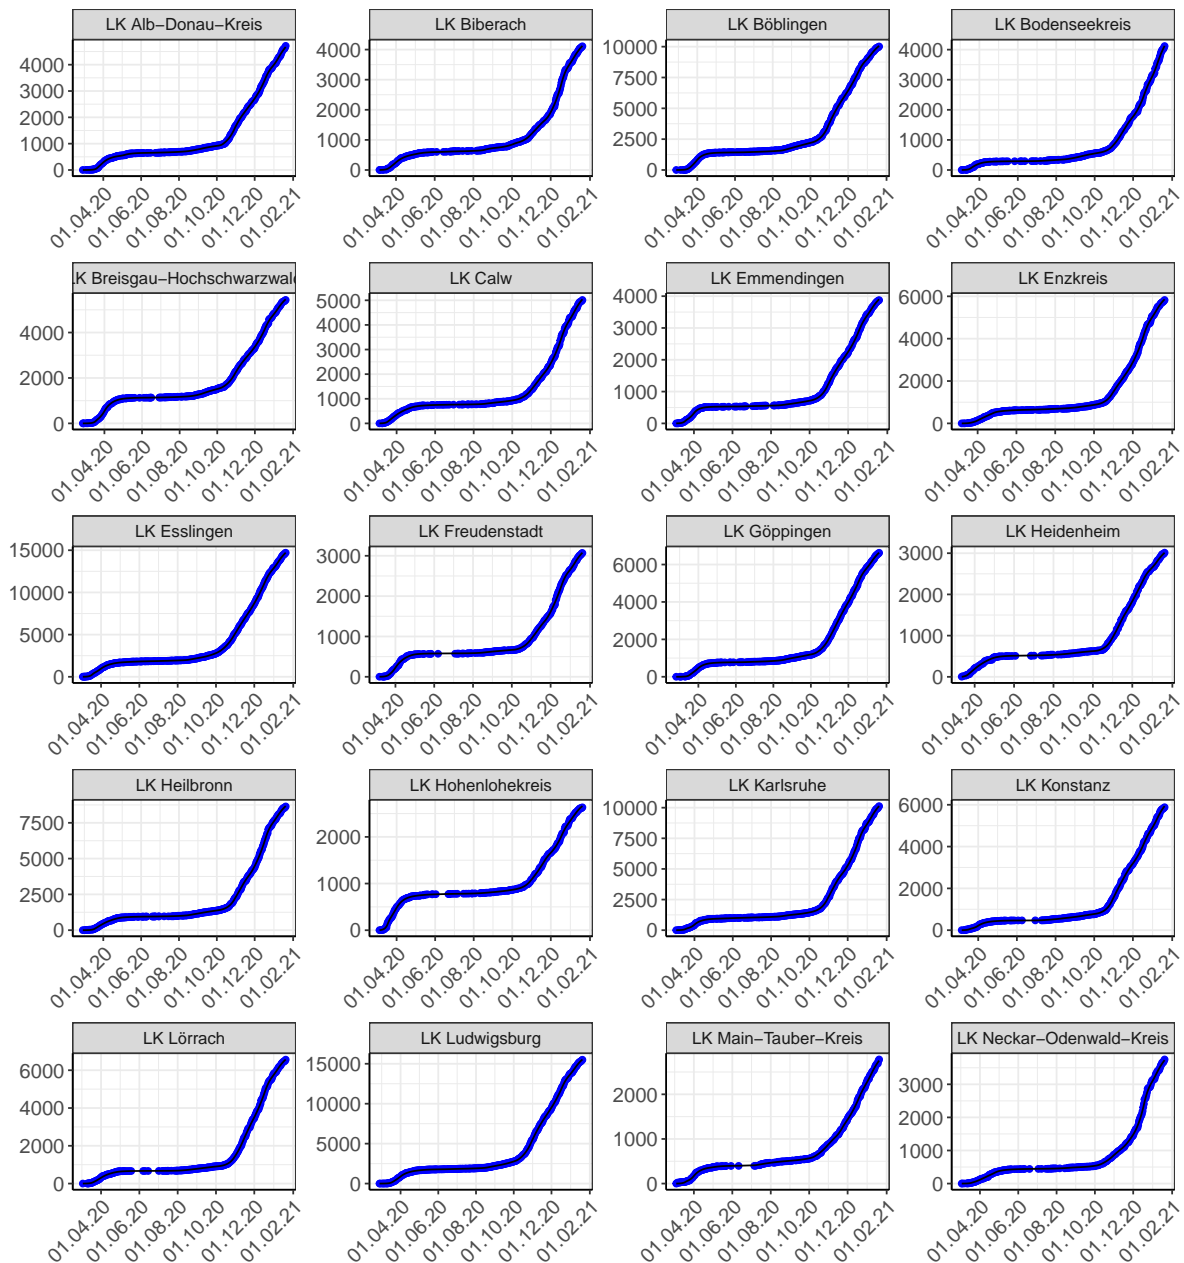 LK Alb−Donau−Kreis
LK Biberach
LK Böblingen
LK Bodenseekreis
4000
3000
2000
1000
0
4000
3000
2000
1000
0
10000
7500
5000
2500
0
4000
3000
2000
1000
0
01.04.20 01.06.20 01.08.20 01.10.20 01.12.20 01.02.21
01.04.20 01.06.20 01.08.20 01.10.20 01.12.20 01.02.21
01.04.20 01.06.20 01.08.20 01.10.20 01.12.20 01.02.21
01.04.20 01.06.20 01.08.20 01.10.20 01.12.20 01.02.21
LK Breisgau−Hochschwarzwald
LK Calw
LK Emmendingen
LK Enzkreis
4000
2000
0
5000
4000
3000
2000
1000
0
4000
3000
2000
1000
0
6000
4000
2000
0
01.04.20 01.06.20 01.08.20 01.10.20 01.12.20 01.02.21
01.04.20 01.06.20 01.08.20 01.10.20 01.12.20 01.02.21
01.04.20 01.06.20 01.08.20 01.10.20 01.12.20 01.02.21
01.04.20 01.06.20 01.08.20 01.10.20 01.12.20 01.02.21
LK Esslingen
LK Freudenstadt
LK Göppingen
LK Heidenheim
15000
10000
5000
0
3000
2000
1000
0
6000
4000
2000
0
3000
2000
1000
0
01.04.20 01.06.20 01.08.20 01.10.20 01.12.20 01.02.21
01.04.20 01.06.20 01.08.20 01.10.20 01.12.20 01.02.21
01.04.20 01.06.20 01.08.20 01.10.20 01.12.20 01.02.21
01.04.20 01.06.20 01.08.20 01.10.20 01.12.20 01.02.21
LK Heilbronn
LK Hohenlohekreis
LK Karlsruhe
LK Konstanz
7500
5000
2500
0
2000
1000
0
10000
7500
5000
2500
0
6000
4000
2000
0
01.04.20 01.06.20 01.08.20 01.10.20 01.12.20 01.02.21
01.04.20 01.06.20 01.08.20 01.10.20 01.12.20 01.02.21
01.04.20 01.06.20 01.08.20 01.10.20 01.12.20 01.02.21
01.04.20 01.06.20 01.08.20 01.10.20 01.12.20 01.02.21
LK Lörrach
LK Ludwigsburg
LK Main−Tauber−Kreis
LK Neckar−Odenwald−Kreis
6000
4000
2000
0
15000
10000
5000
0
2000
1000
0
3000
2000
1000
0
01.04.20 01.06.20 01.08.20 01.10.20 01.12.20 01.02.21
01.04.20 01.06.20 01.08.20 01.10.20 01.12.20 01.02.21
01.04.20 01.06.20 01.08.20 01.10.20 01.12.20 01.02.21
01.04.20 01.06.20 01.08.20 01.10.20 01.12.20 01.02.21